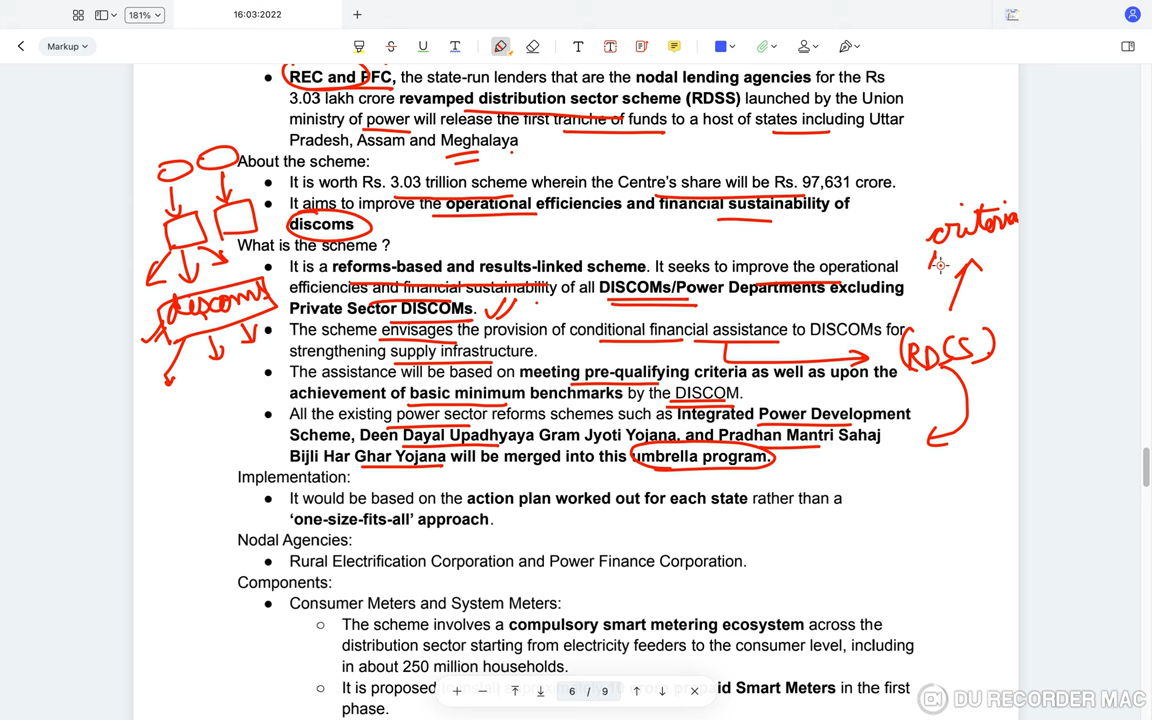 181%
16:03:2022
Markup
REC and PFC, the state-run lenders that are the nodal lending agencies for the Rs
3.03 lakh crore revamped distribution sector scheme (RDSS) launched by the Union
ministry of power will release the first tranche of funds to a host of states including Uttar
Pradesh, Assam and Meghalaya
About the scheme:
It is worth Rs. 3.03 trillion scheme wherein the Centre's share will be Rs. 97,631 crore.
It aims to improve the operational efficiencies and financial sustainability of
discoms
criteria
What is the scheme ?
It is a reforms-based and results-linked scheme. It seeks to improve the operational
efficiencies and financial sustainability of all DISCOMs/Power Departments excluding
Private Sector DISCOMs.
discoms
The scheme envisages the provision of conditional financial assistance to DISCOMs for
strengthening supply infrastructure.
(RDSS)
The assistance will be based on meeting pre-qualifying criteria as well as upon the
achievement of basic minimum benchmarks by the DISCOM.
All the existing power sector reforms schemes such as Integrated Power Development
Scheme, Deen Dayal Upadhyaya Gram Jyoti Yojana, and Pradhan Mantri Sahaj
Bijli Har Ghar Yojana will be merged into this umbrella program.
Implementation:
It would be based on the action plan worked out for each state rather than a
‘one-size-fits-all’ approach.
Nodal Agencies:
Rural Electrification Corporation and Power Finance Corporation.
Components:
Consumer Meters and System Meters:
The scheme involves a compulsory smart metering ecosystem across the
distribution sector starting from electricity feeders to the consumer level, including
in about 250 million households.
It is proposed Smart Meters in the first
phase.
6 / 9
DU RECORDER MAC